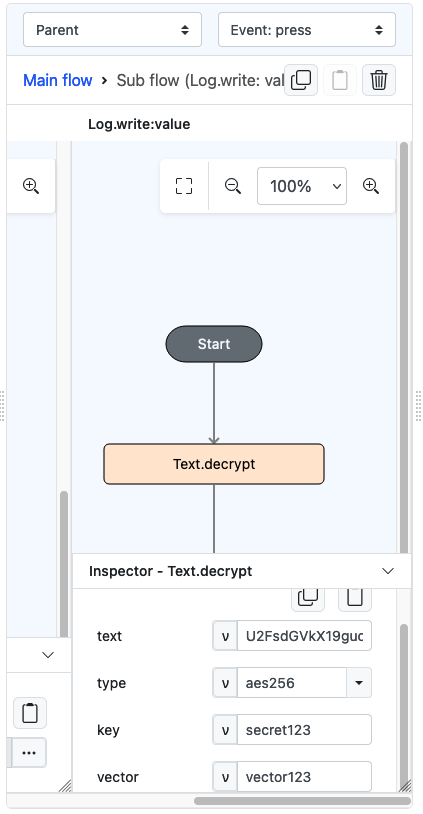 Parent
Event: press
Main flow › Sub flow (Log.write: val
Log.write:value
100%
Start
Text.decrypt
Inspector - Text.decrypt
text ν U2FsdGVkX19guc
type ν aes256
key ν secret123
vector ν vector123